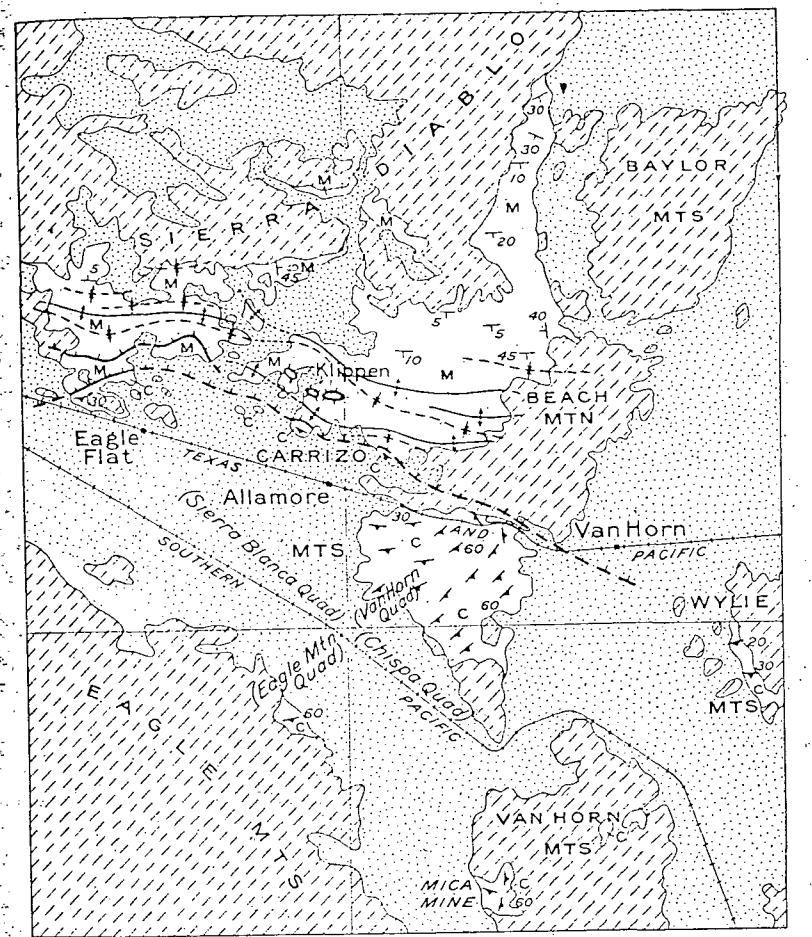 DIABLO
30
30
10
M
20
BAYLOR
MTS
M
M
SIERRA
M
45
M
5
M
M
M
M
30
C
C
C
C
M
Klippen
5
5
10
45
40
M
BEACH
MTN
Eagle
Flat
TEXAS
CARRIZO
Allamore
30
AND
60
C
C
60
MTS
Van Horn
PACIFIC
(Sierra Blanca Quad)
(Van Horn
Quad)
SOUTHERN
(Eagle Mtn
Quad)
(Chispa Quad)
PACIFIC
WYLIE
20
30
C
MTS
EAGLE MTS
60
C
VAN HORN
MTS
C
MICA
MINE
C
60